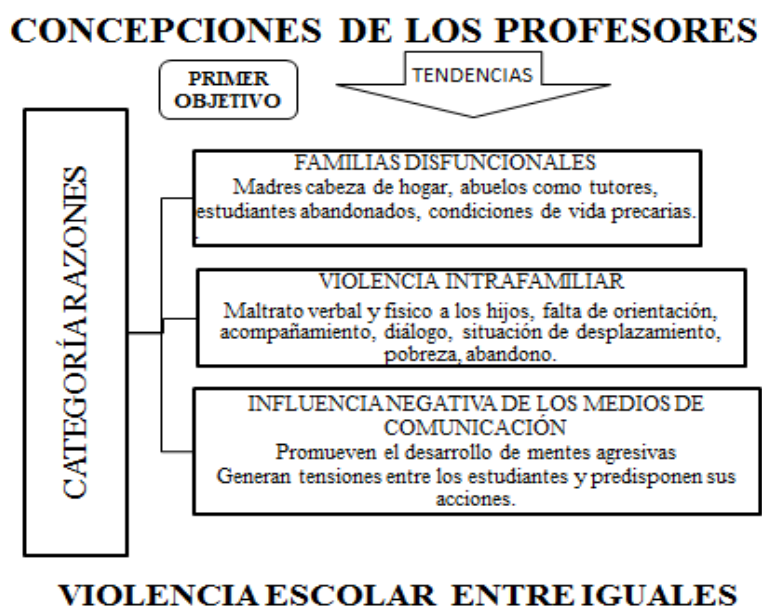 CONCEPCIONES DE LOS PROFESORES
PRIMER
OBJETIVO
TENDENCIAS
CATEGORÍA RAZONES
FAMILIAS DISFUNCIONALES
Madres cabeza de hogar, abuelos como tutores,
estudiantes abandonados, condiciones de vida precarias.
.
VIOLENCIA INTRAFAMILIAR
Maltrato verbal y fisico a los hijos, falta de orientación,
acompañamiento, diálogo, situación de desplazamiento,
pobreza, abandono.
INFLUENCIA NEGATIVA DE LOS MEDIOS DE
COMUNICACIÓN
Promueven el desarrollo de mentes agresivas
Generan tensiones entre los estudiantes y predisponen sus
acciones.
VIOLENCIA ESCOLAR ENTRE IGUALES